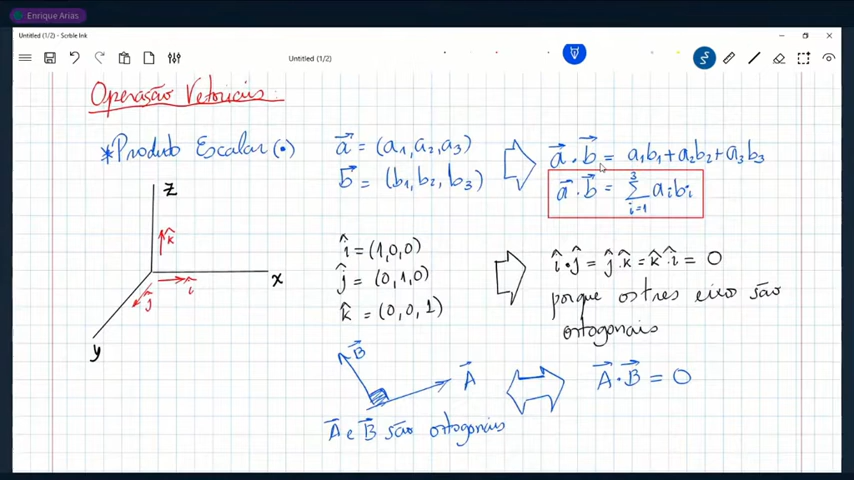 Enrique Arias
Untitled (1/2) - Scrble Ink
Untitled (1/2)
Operasão Vetoriais:
*Produto Escalar(•)
a⃗ = (a₁,a₂,a₃)
b⃗ = (b₁,b₂,b₃)
a⃗ · b⃗ = a₁b₁+a₂b₂+a₃b₃
a⃗ · b⃗ = ∑³ᵢ₌₁ aᵢbᵢ
z
k̂
î
x
ĵ
y
î = (1,0,0)
ĵ = (0,1,0)
k̂ = (0,0,1)
î·ĵ = ĵ.k̂ = k̂.î = 0
porque os tres eixo são
ortogonais
B⃗
A⃗
A⃗ · B⃗ = 0
A⃗ e B⃗ são ortogonais